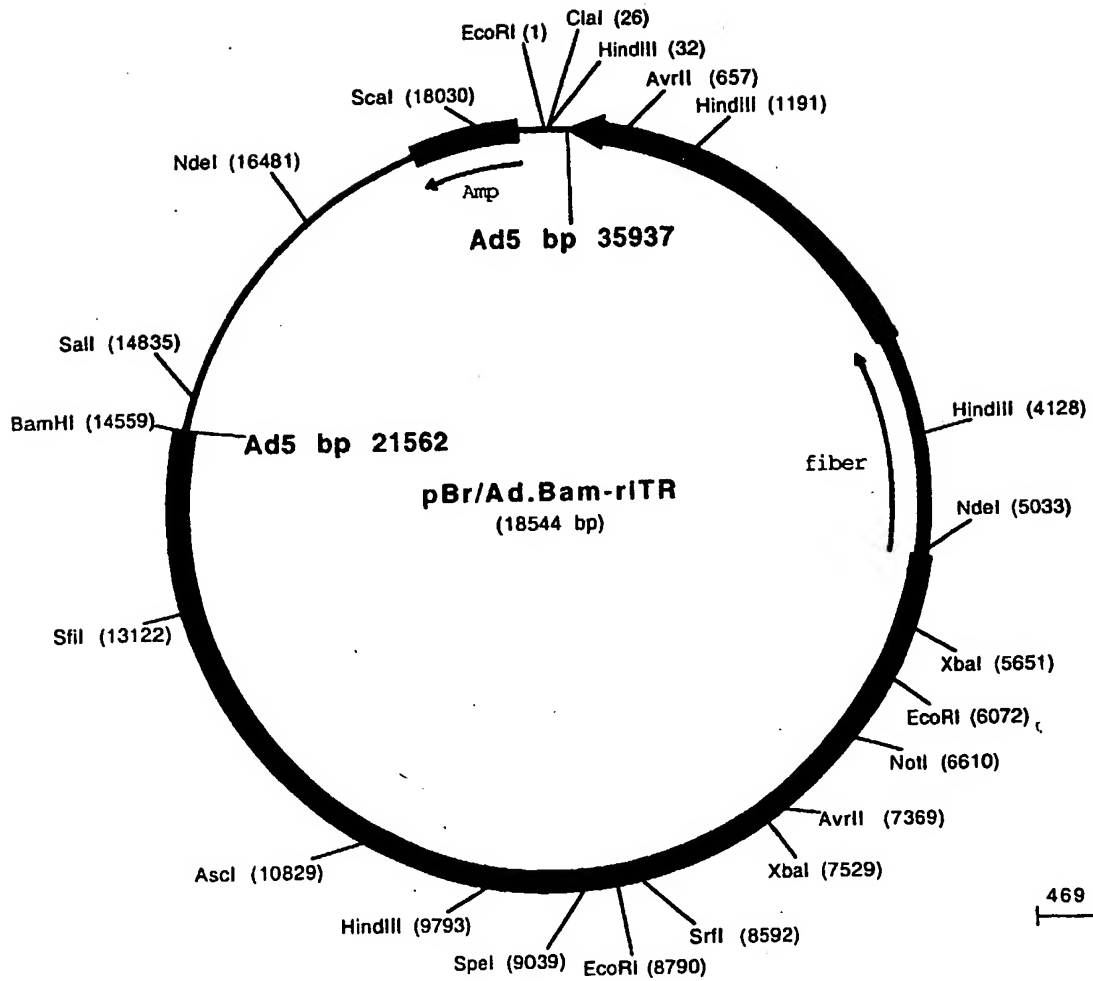 ClaI (26)
EcoRI (1)
HindIII (32)
AvrII (657)
ScaI (18030)
HindIII (1191)
NdeI (16481)
Amp
Ad5 bp 35937
SalI (14835)
HindIII (4128)
BamHI (14559)
Ad5 bp 21562
fiber
pBr/Ad.Bam-rITR
(18544 bp)
NdeI (5033)
SfiI (13122)
XbaI (5651)
EcoRI (6072)
NotI (6610)
AvrII (7369)
XbaI (7529)
AscI (10829)
469
HindIII (9793)
SrfI (8592)
SpeI (9039)
EcoRI (8790)